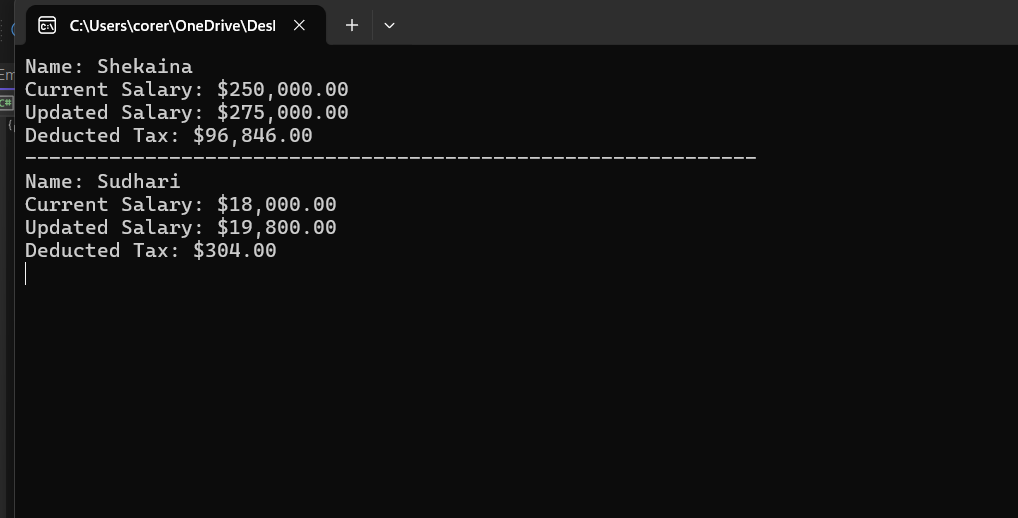 C:\Users\corer\OneDrive\Desl
Em
C#
Name: Shekaina
Current Salary: $250,000.00
Updated Salary: $275,000.00
Deducted Tax: $96,846.00
-------------------------------------------------------------
Name: Sudhari
Current Salary: $18,000.00
Updated Salary: $19,800.00
Deducted Tax: $304.00